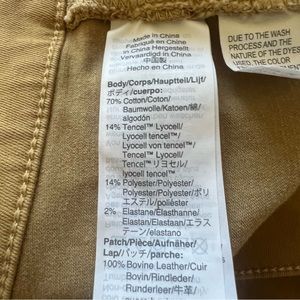 Made in China
Fabriqué en Chine
In China Hergestellt
Vervaardigd in China
中国製
Hecho en China
Body/Corps/Hauptteil/Lijf/
ボディ/cuerpo:
70% Cotton/Coton/
Baumwolle/Katoen/綿/
algodón
14% Tencel™ Lyocell/
Tencel™ Lyocell/
Lyocell von tencel™/
Tencel™ Lyocell/
Tencel™ リヨセル/
lyocell tencel™
14% Polyester/Polyester/
Polyester/Polyester/ポリ
エステル/poliéster
2% Elastane/Élasthanne/
Elastan/Elastaan/エラス
テーン/elastano
Patch/Pièce/Aufnäher/
Lap/パッチ/parche:
100% Bovine Leather/Cuir
Bovin/Rindleder/
Runderleer/牛革/
DUE TO THE WASH
PROCESS AND THE
NATURE OF THE DYES
USED, THE COLOR